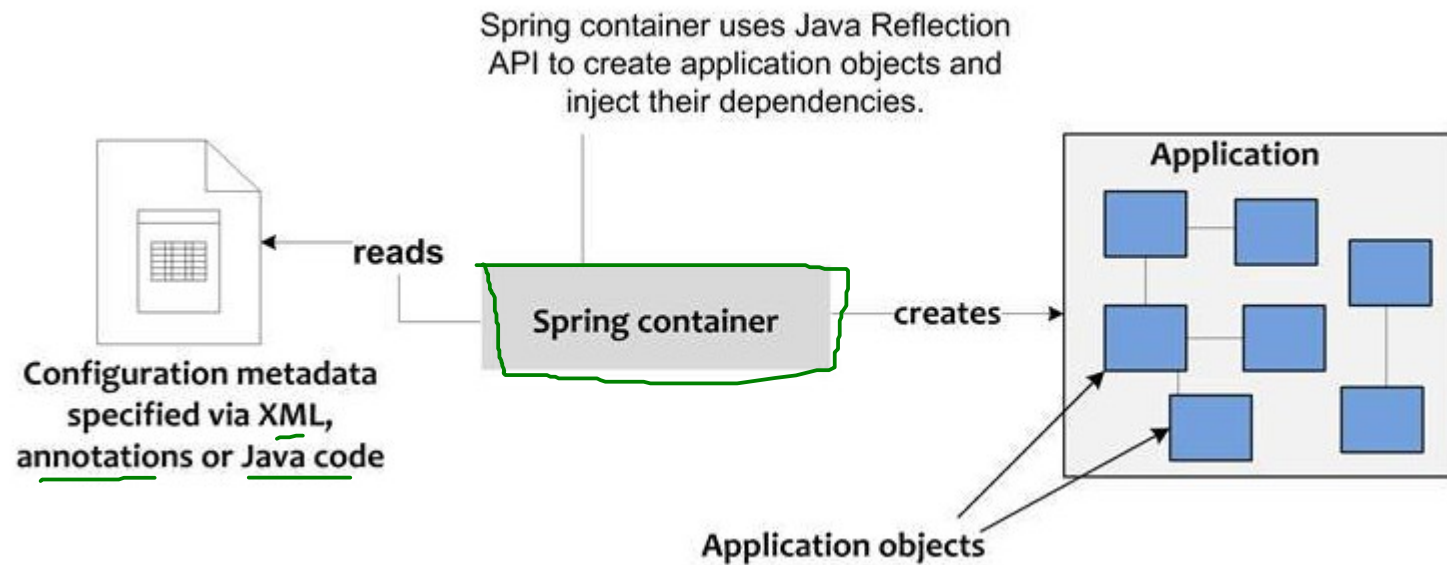 Spring container uses Java Reflection
API to create application objects and
inject their dependencies.
Application
reads
Spring container
creates
Configuration metadata
specified via XML,
annotations or Java code
Application objects